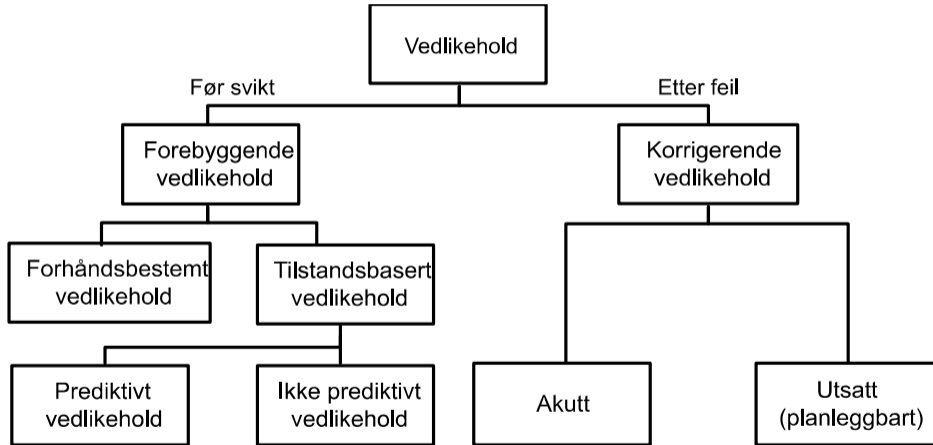 Vedlikehold
Før svikt
Etter feil
Forebyggende
vedlikehold
Korrigerende
vedlikehold
Forhåndsbestemt
vedlikehold
Tilstandsbasert
vedlikehold
Prediktivt
vedlikehold
Ikke prediktivt
vedlikehold
Akutt
Utsatt
(planleggbart)